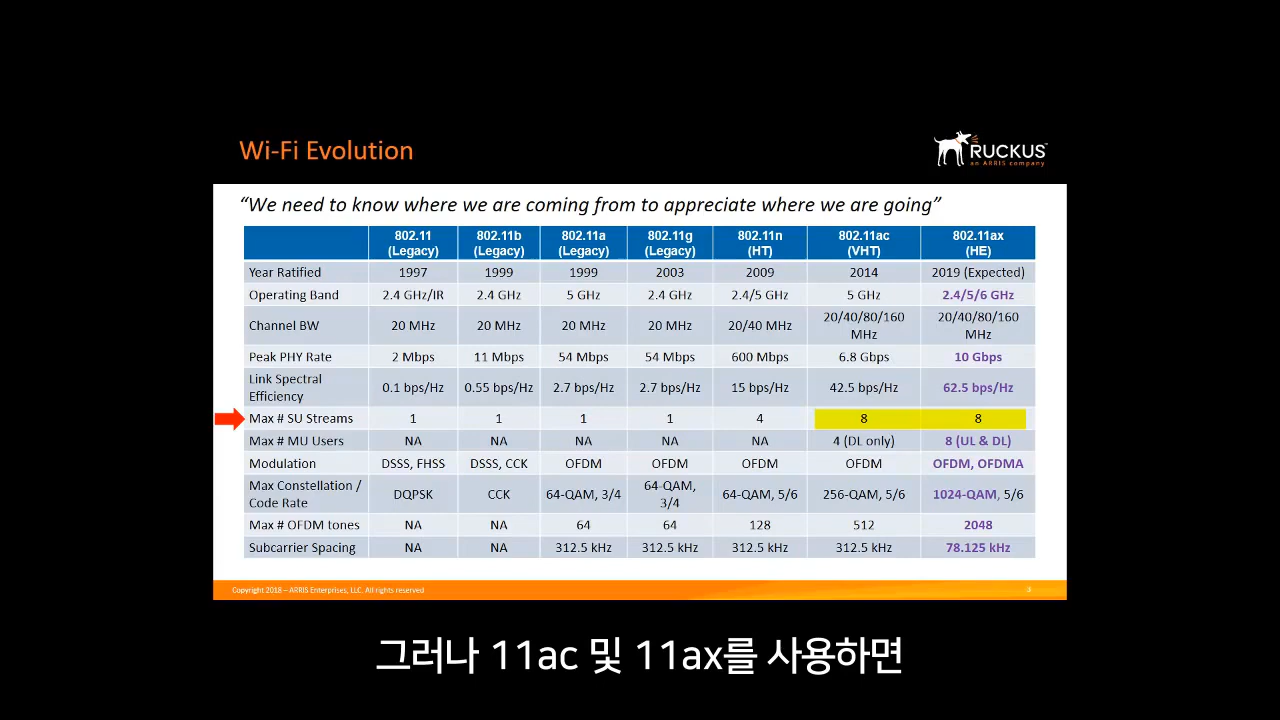 Wi-Fi Evolution
RUCKUS™
an ARRIS company
“We need to know where we are coming from to appreciate where we are going”
802.11 (Legacy) 802.11b (Legacy) 802.11a (Legacy) 802.11g (Legacy) 802.11n (HT) 802.11ac (VHT) 802.11ax (HE)
Year Ratified 1997 1999 1999 2003 2009 2014 2019 (Expected)
Operating Band 2.4 GHz/IR 2.4 GHz 5 GHz 2.4 GHz 2.4/5 GHz 5 GHz 2.4/5/6 GHz
Channel BW 20 MHz 20 MHz 20 MHz 20 MHz 20/40 MHz 20/40/80/160 MHz 20/40/80/160 MHz
Peak PHY Rate 2 Mbps 11 Mbps 54 Mbps 54 Mbps 600 Mbps 6.8 Gbps 10 Gbps
Link Spectral Efficiency 0.1 bps/Hz 0.55 bps/Hz 2.7 bps/Hz 2.7 bps/Hz 15 bps/Hz 42.5 bps/Hz 62.5 bps/Hz
Max # SU Streams 1 1 1 1 4 8 8
Max # MU Users NA NA NA NA NA 4 (DL only) 8 (UL & DL)
Modulation DSSS, FHSS DSSS, CCK OFDM OFDM OFDM OFDM OFDM, OFDMA
Max Constellation / Code Rate DQPSK CCK 64-QAM, 3/4 64-QAM, 3/4 64-QAM, 5/6 256-QAM, 5/6 1024-QAM, 5/6
Max # OFDM tones NA NA 64 64 128 512 2048
Subcarrier Spacing NA NA 312.5 kHz 312.5 kHz 312.5 kHz 312.5 kHz 78.125 kHz
Copyright 2018 – ARRIS Enterprises, LLC. All rights reserved
3
그러나 11ac 및 11ax를 사용하면